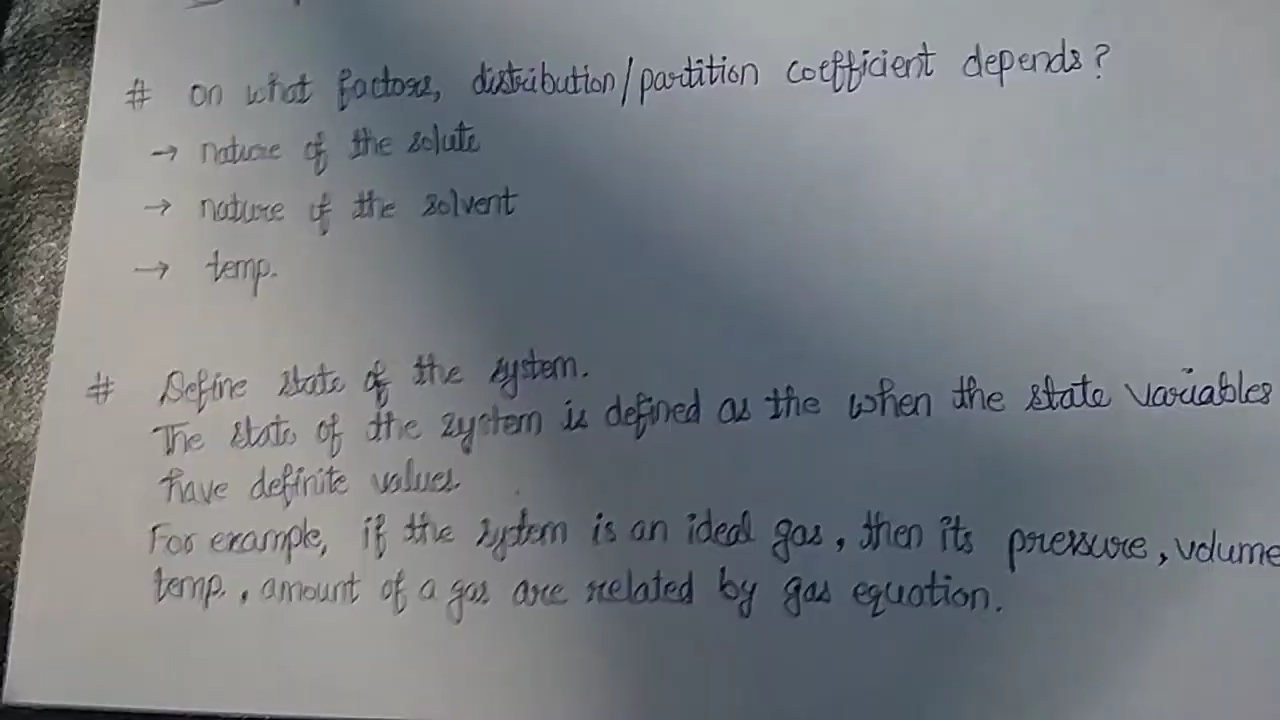 # on what factors, distribution/partition coefficient depends?
→ nature of the solute
→ nature of the solvent
→ temp.
# Define state of the system.
The state of the system is defined as the when the state variables
have definite values.
For example, if the system is an ideal gas, then its pressure, volume
temp., amount of a gas are related by gas equation.